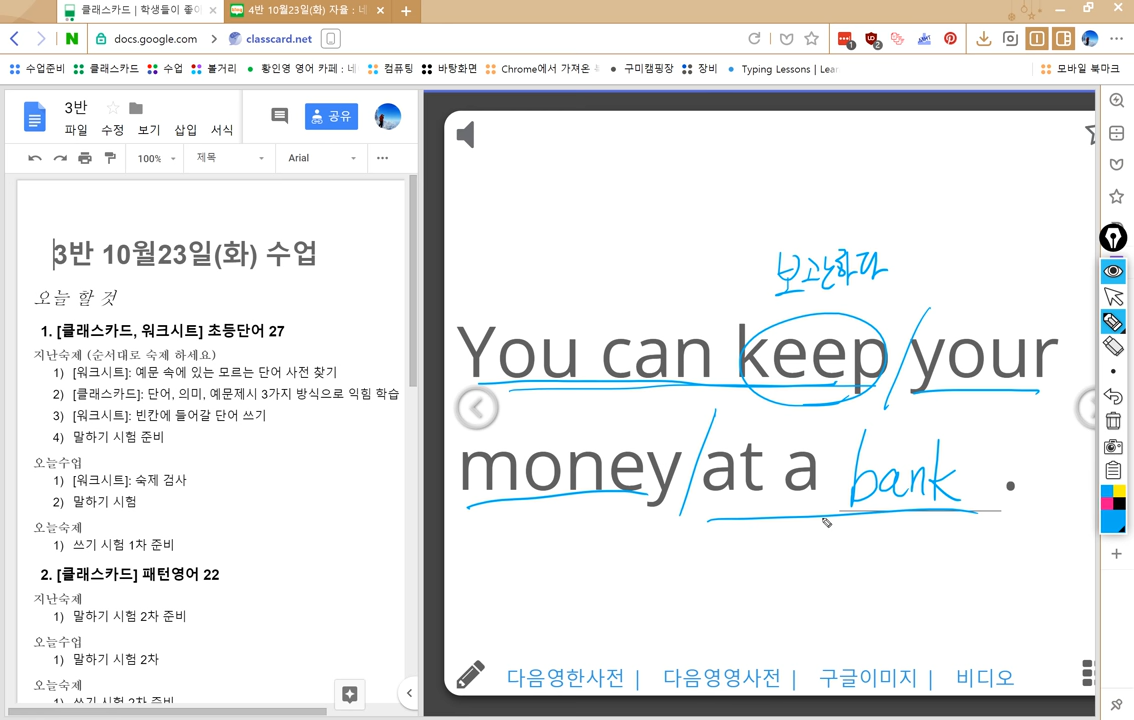 클래스카드 | 학생들이 좋아
4반 10월23일(화) 자율 : 네
docs.google.com > classcard.net
수업준비 클래스카드 수업 볼거리 황인영 영어 카페 : 네 컴퓨팅 바탕화면 Chrome에서 가져온 구미캠핑장 장비 Typing Lessons | Lear 모바일 북마크
3반
파일 수정 보기 삽입 서식
공유
100% 제목 Arial
3반 10월23일(화) 수업
오늘 할 것
1. [클래스카드, 워크시트] 초등단어 27
지난숙제 (순서대로 숙제 하세요)
1) [워크시트]: 예문 속에 있는 모르는 단어 사전 찾기
2) [클래스카드]: 단어, 의미, 예문제시 3가지 방식으로 익힘 학습
3) [워크시트]: 빈칸에 들어갈 단어 쓰기
4) 말하기 시험 준비
오늘수업
1) [워크시트]: 숙제 검사
2) 말하기 시험
오늘숙제
1) 쓰기 시험 1차 준비
2. [클래스카드] 패턴영어 22
지난숙제
1) 말하기 시험 2차 준비
오늘수업
1) 말하기 시험 2차
오늘숙제
1) 쓰기 시험 2차 준비
보관하다
You can keep / your
money / at a bank .
다음영한사전 | 다음영영사전 | 구글이미지 | 비디오